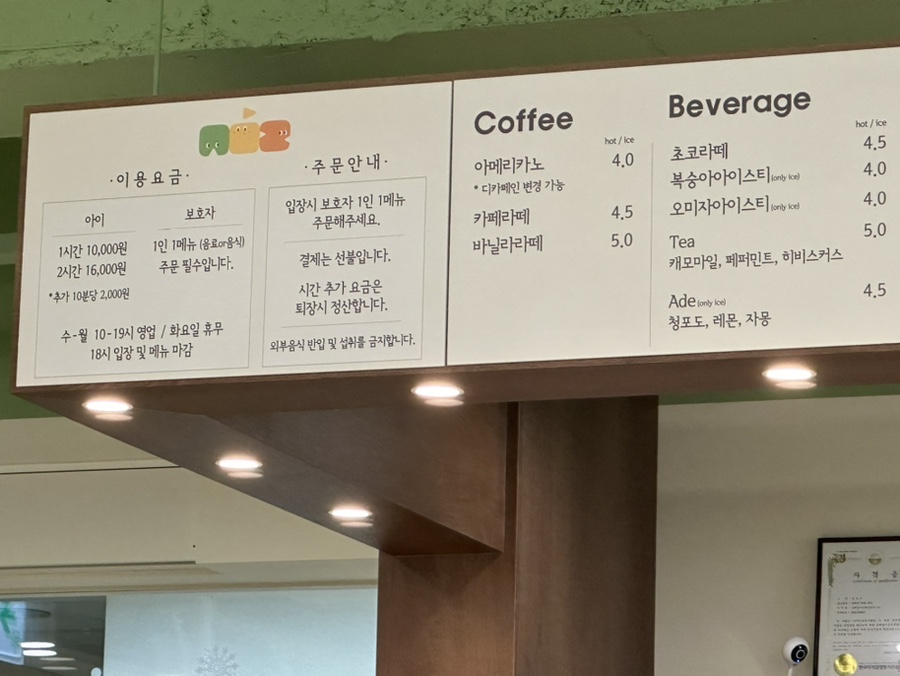 ·이용요금·
아이
보호자
1시간 10,000원
2시간 16,000원
*추가 10분당 2,000원
1인 1메뉴 (음료or음식)
주문 필수입니다.
수-월 10-19시 영업 / 화요일 휴무
18시 입장 및 메뉴 마감
·주문안내·
입장시 보호자 1인 1메뉴
주문해주세요.
결제는 선불입니다.
시간 추가 요금은
퇴장시 정산합니다.
외부음식 반입 및 섭취를 금지합니다.
Coffee
hot / ice
아메리카노 4.0
* 디카페인 변경 가능
카페라떼 4.5
바닐라라떼 5.0
Beverage
hot / ice
초코라떼 4.5
복숭아아이스티(only ice) 4.0
오미자아이스티(only ice) 4.0
Tea 5.0
캐모마일, 페퍼민트, 히비스커스
Ade(only ice) 4.5
청포도, 레몬, 자몽
자 격 증